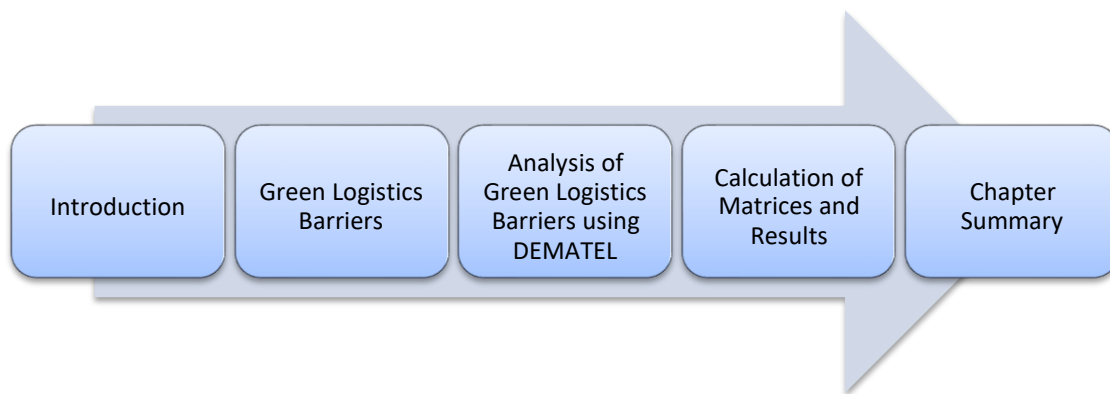 Introduction
Green Logistics
Barriers
Analysis of
Green Logistics
Barriers using
DEMATEL
Calculation of
Matrices and
Results
Chapter
Summary